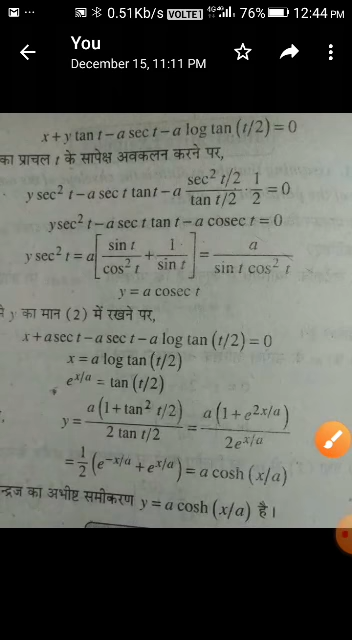 0.51Kb/s VOLTE 4G 76% 12:44 PM
You
December 15, 11:11 PM
x + y tan t − a sec t − a log tan (t/2) = 0
का प्राचल t के सापेक्ष अवकलन करने पर,
y sec² t − a sec t tan t − a (sec² t/2)/(tan t/2) · 1/2 = 0
y sec² t − a sec t tan t − a cosec t = 0
y sec² t = a [ sin t/cos² t + 1/sin t ] = a/(sin t cos² t)
y = a cosec t
y का मान (2) में रखने पर,
x + a sec t − a sec t − a log tan (t/2) = 0
x = a log tan (t/2)
e^{x/a} = tan (t/2)
y = a(1 + tan² t/2)/(2 tan t/2) = a(1 + e^{2x/a})/(2e^{x/a})
= 1/2 (e^{−x/a} + e^{x/a}) = a cosh (x/a)
का अभीष्ट समीकरण y = a cosh (x/a) है।